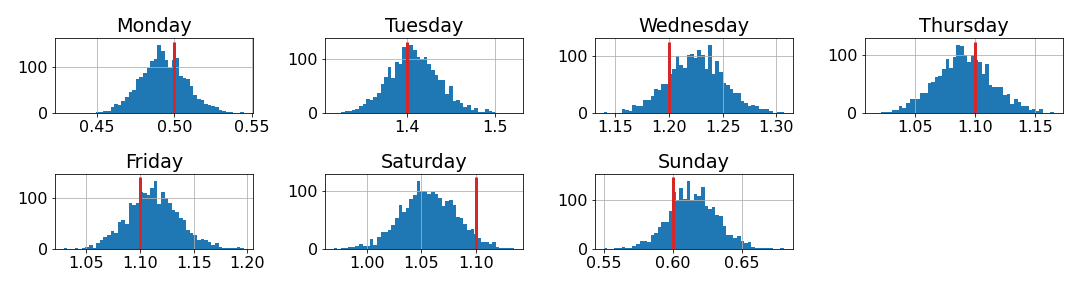 Monday Tuesday Wednesday Thursday
100 100 100 100
0 0 0 0
0.45 0.50 0.55 1.4 1.5 1.15 1.20 1.25 1.30 1.05 1.10 1.15
Friday Saturday Sunday
100 100 100
0 0 0
1.05 1.10 1.15 1.20 1.00 1.05 1.10 0.55 0.60 0.65